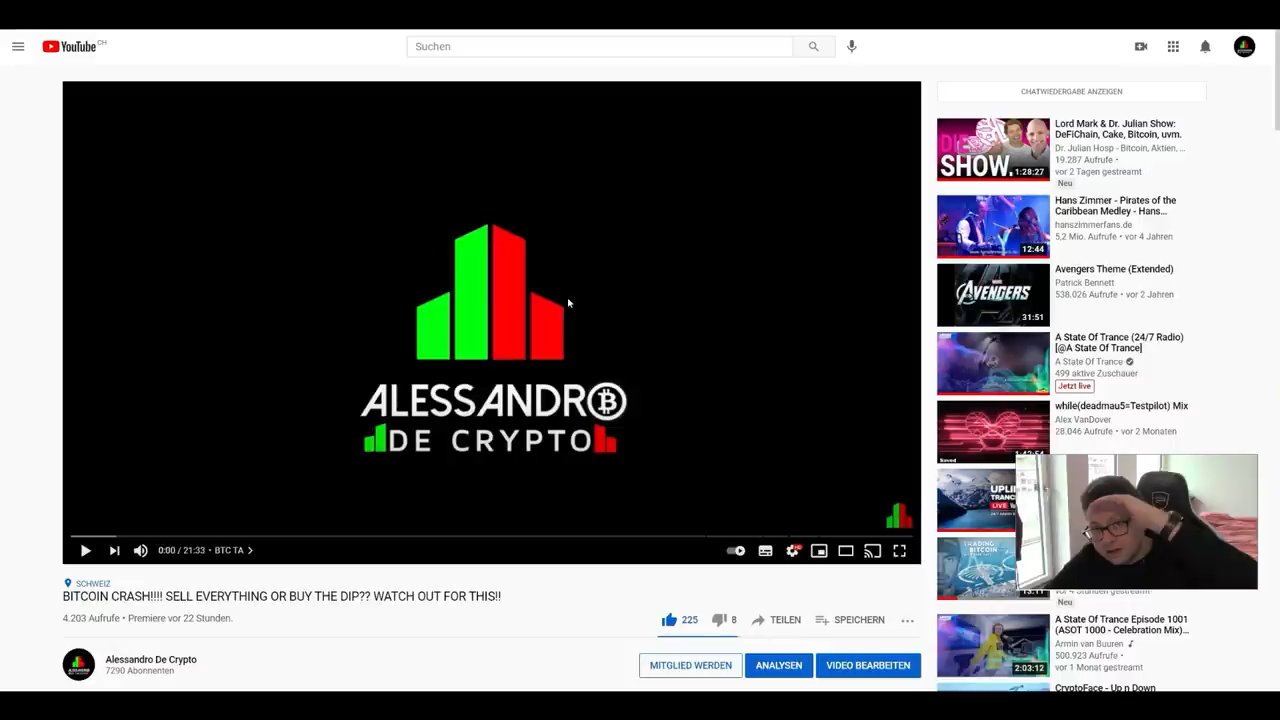 YouTube CH
Suchen
CHATWIEDERGABE ANZEIGEN
ALESSANDRO
DE CRYPTO
0:00 / 21:33 • BTC TA
SCHWEIZ
BITCOIN CRASH!!!! SELL EVERYTHING OR BUY THE DIP?? WATCH OUT FOR THIS!!
4.203 Aufrufe • Premiere vor 22 Stunden.
225
8
TEILEN
SPEICHERN
Alessandro De Crypto
7290 Abonnenten
MITGLIED WERDEN
ANALYSEN
VIDEO BEARBEITEN
DIE
SHOW.
1:28:27
Lord Mark & Dr. Julian Show:
DeFiChain, Cake, Bitcoin, uvm.
Dr. Julian Hosp - Bitcoin, Aktien, ...
19.287 Aufrufe •
vor 2 Tagen gestreamt
Neu
12:44
Hans Zimmer - Pirates of the
Caribbean Medley - Hans...
hanszimmerfans.de
5,2 Mio. Aufrufe • vor 4 Jahren
AVENGERS
31:51
Avengers Theme (Extended)
Patrick Bennett
538.026 Aufrufe • vor 2 Jahren
A State Of Trance (24/7 Radio)
[@A State Of Trance]
A State Of Trance
499 aktive Zuschauer
Jetzt live
Saved
while(deadmau5=Testpilot) Mix
Alex VanDover
28.046 Aufrufe • vor 2 Monaten
LIVE
TRADING
BITCOIN
Neu
2:03:12
A State Of Trance Episode 1001
(ASOT 1000 - Celebration Mix)...
Armin van Buuren
500.923 Aufrufe •
vor 1 Monat gestreamt
CryptoFace - Up n Down